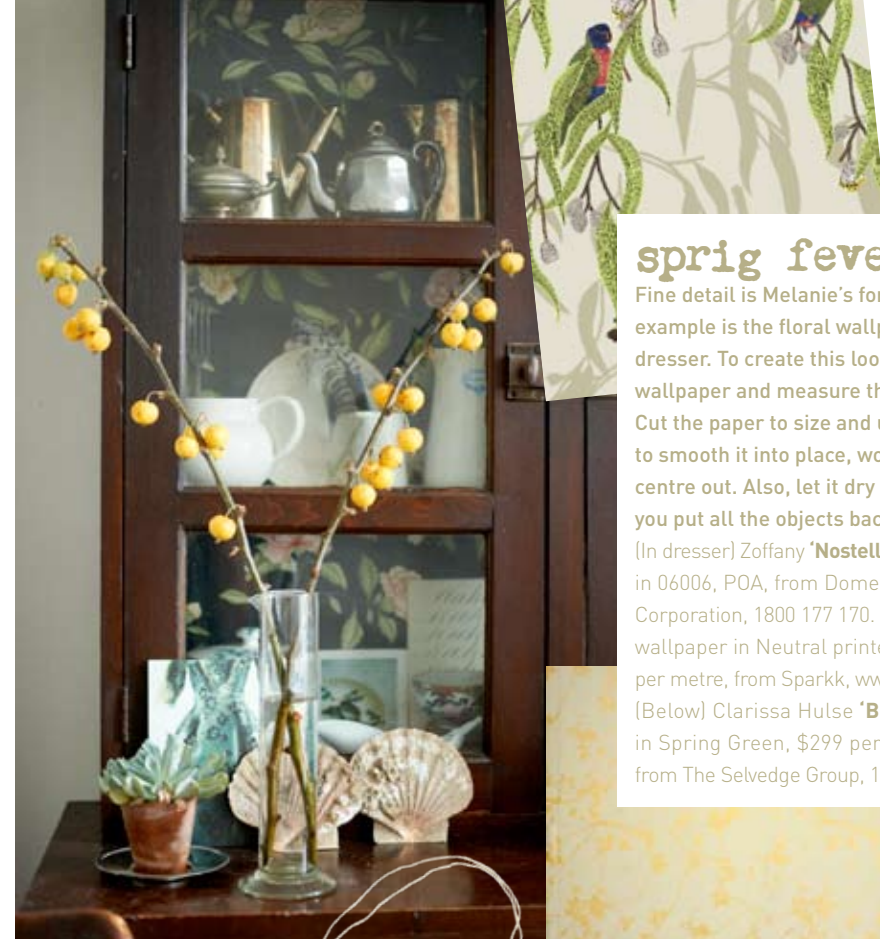 sprig feve
Fine detail is Melanie’s for
example is the floral wallp
dresser. To create this loo
wallpaper and measure th
Cut the paper to size and u
to smooth it into place, wo
centre out. Also, let it dry
you put all the objects bac
(In dresser) Zoffany ‘Nostell
in 06006, POA, from Dome
Corporation, 1800 177 170.
wallpaper in Neutral printe
per metre, from Sparkk, ww
(Below) Clarissa Hulse ‘B
in Spring Green, $299 per
from The Selvedge Group, 1